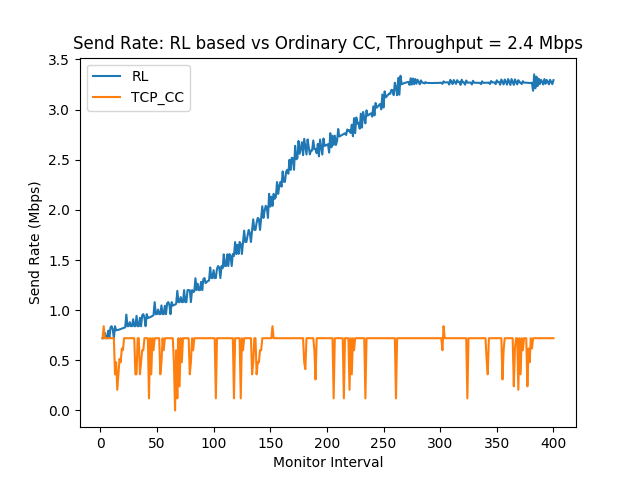 Send Rate: RL based vs Ordinary CC, Throughput = 2.4 Mbps
RL
TCP_CC
Send Rate (Mbps)
3.5
3.0
2.5
2.0
1.5
1.0
0.5
0.0
0 50 100 150 200 250 300 350 400
Monitor Interval